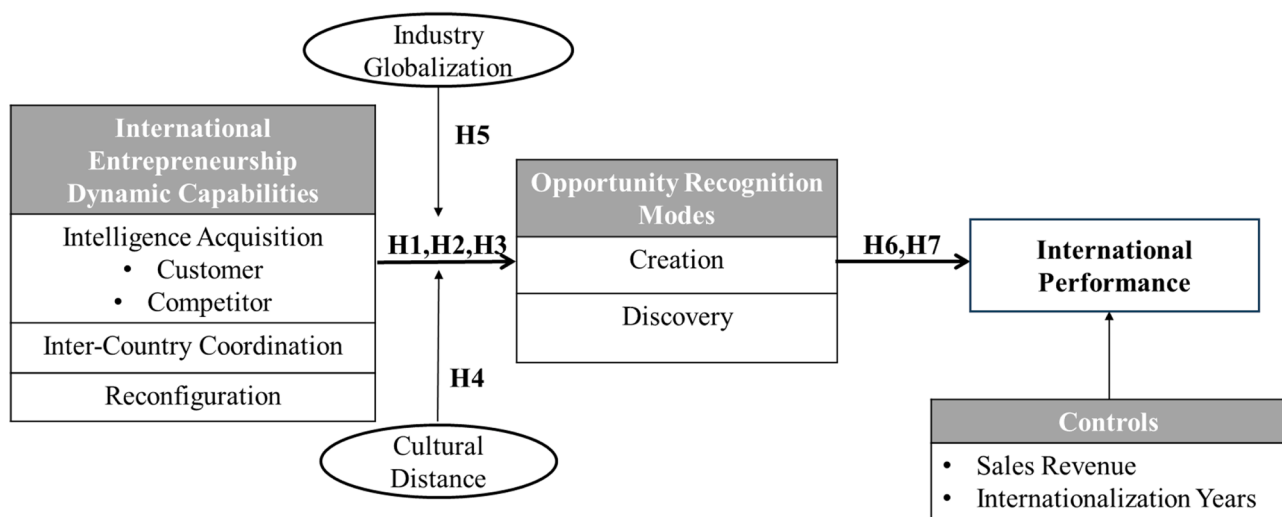 Industry
Globalization
International
Entrepreneurship
Dynamic Capabilities
H5
Opportunity Recognition
Modes
Intelligence Acquisition
• Customer
• Competitor
H1,H2,H3
Creation
H6,H7
International
Performance
Discovery
Inter-Country Coordination
H4
Reconfiguration
Cultural
Distance
Controls
• Sales Revenue
• Internationalization Years